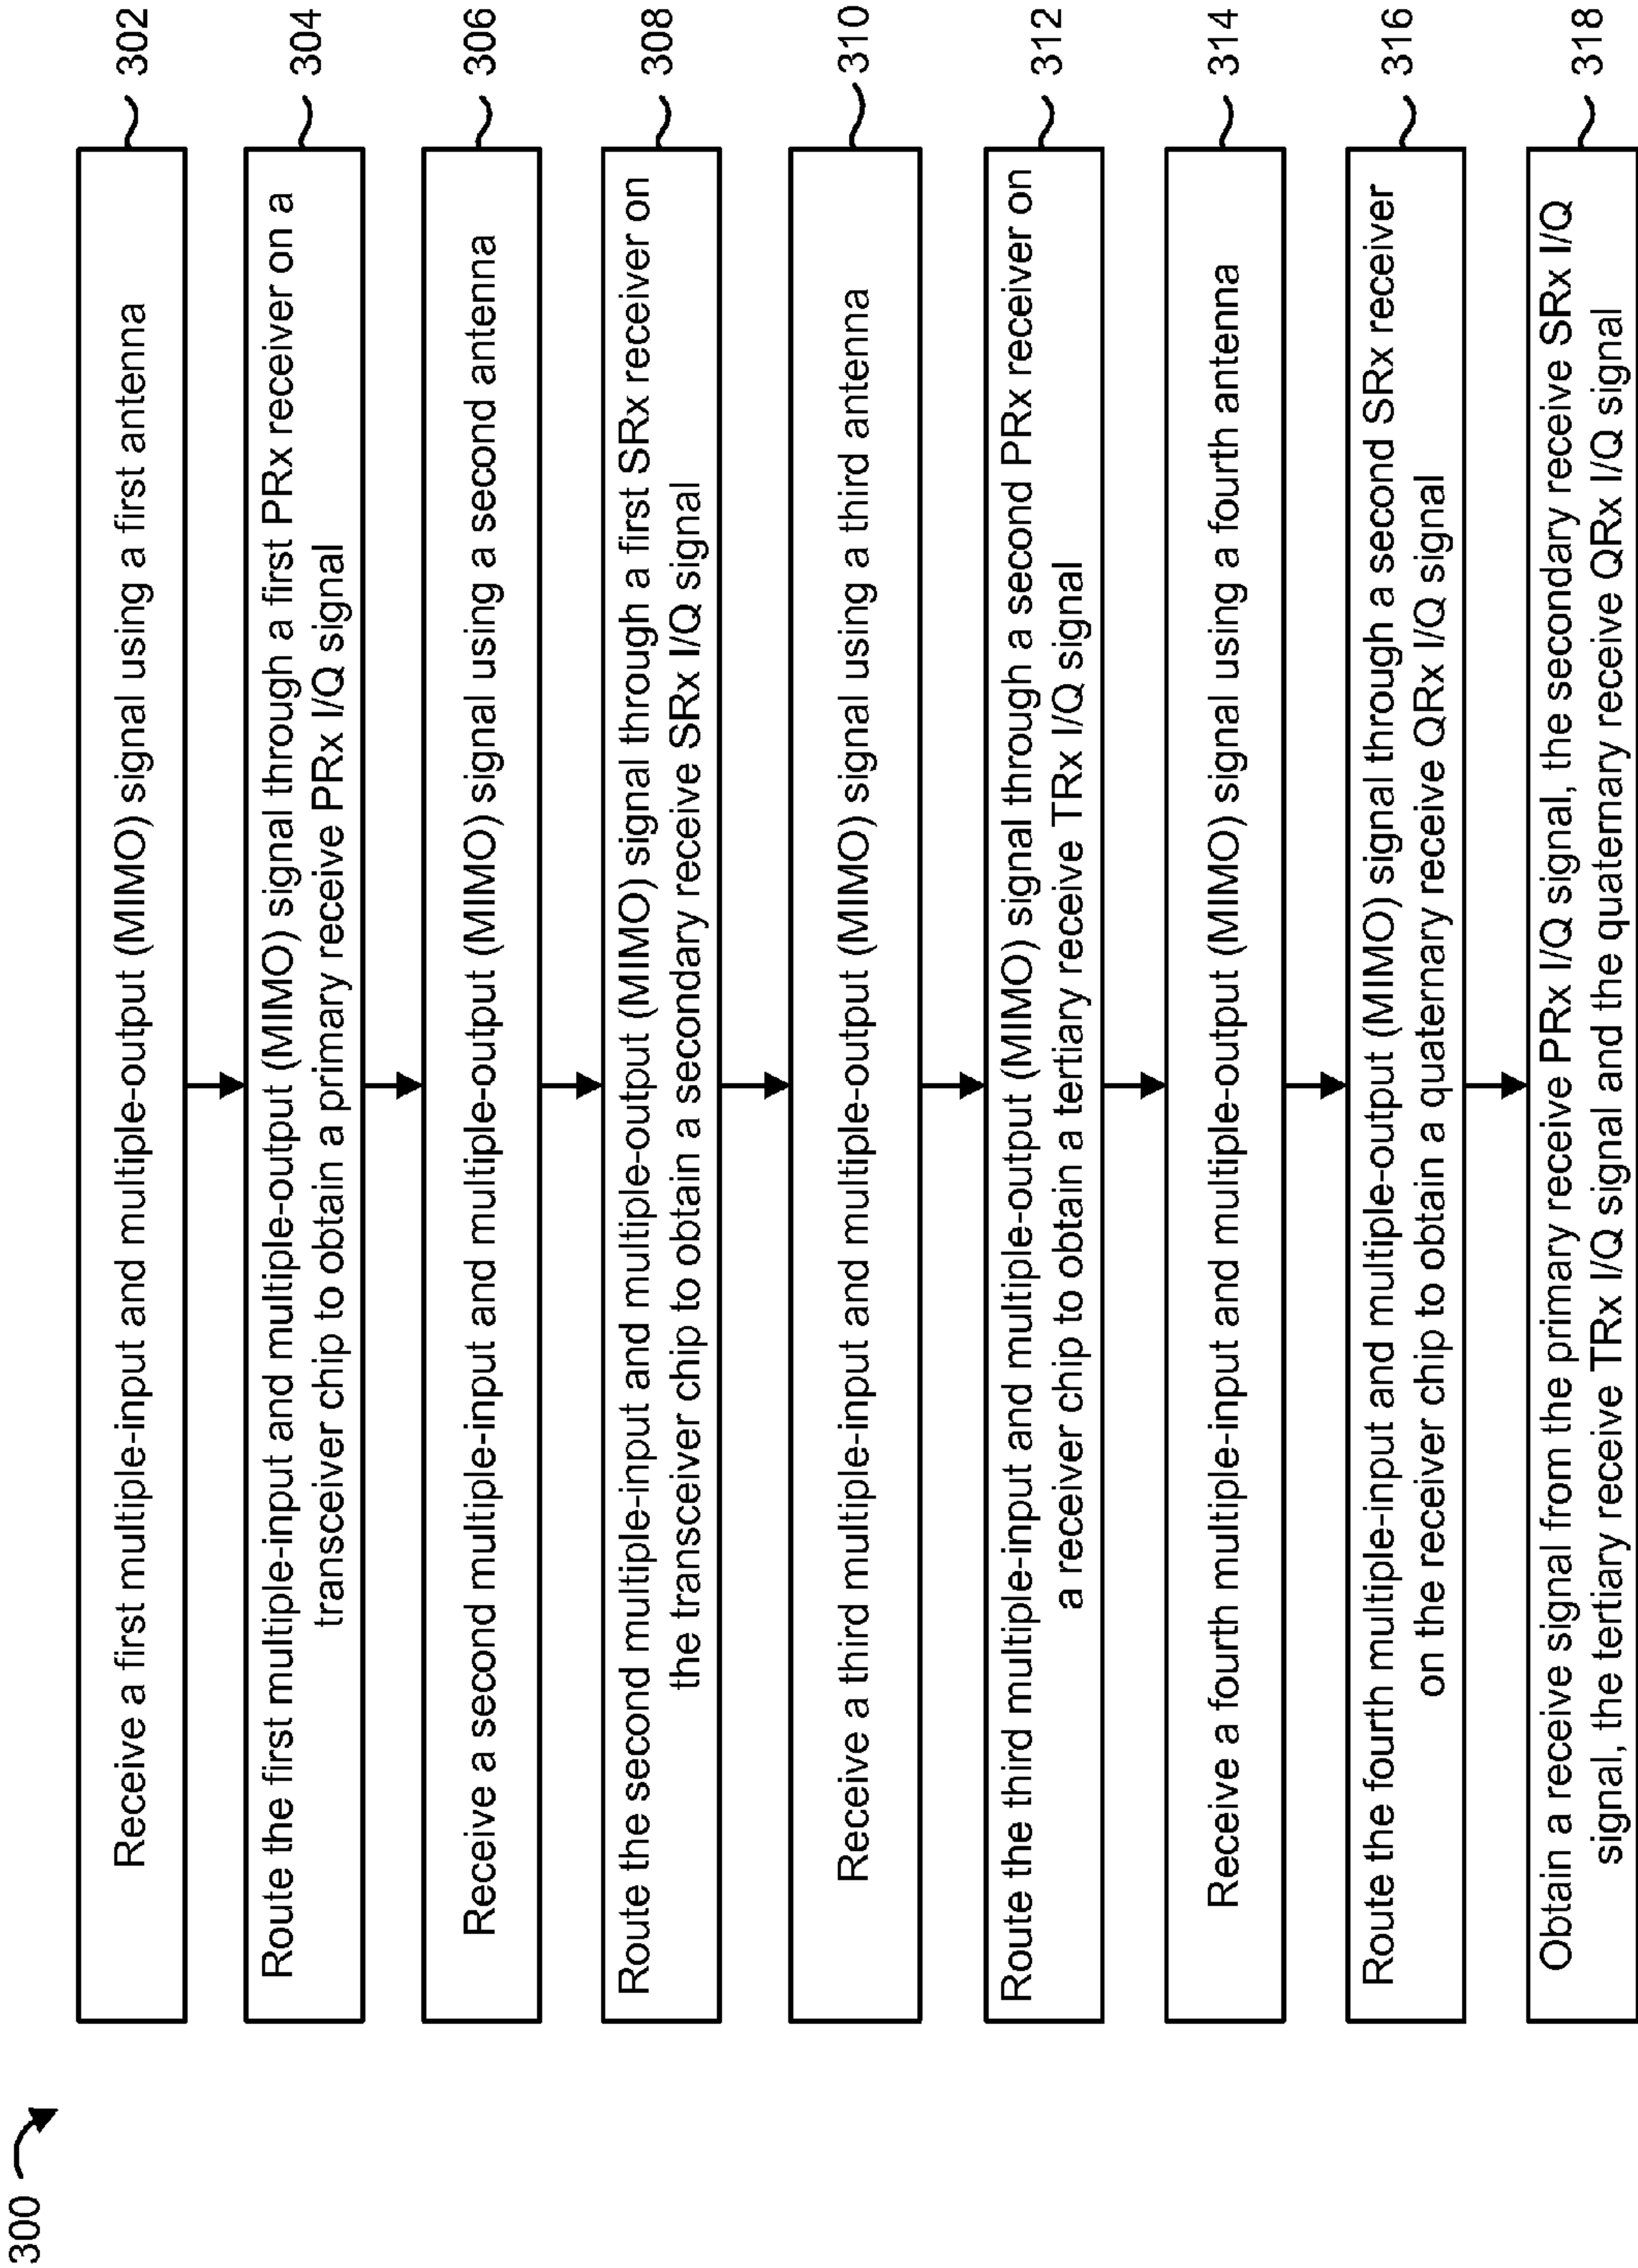 300
Receive a first multiple-input and multiple-output (MIMO) signal using a first antenna
302
Route the first multiple-input and multiple-output (MIMO) signal through a first PRx receiver on a
transceiver chip to obtain a primary receive PRx I/Q signal
304
Receive a second multiple-input and multiple-output (MIMO) signal using a second antenna
306
Route the second multiple-input and multiple-output (MIMO) signal through a first SRx receiver on
the transceiver chip to obtain a secondary receive SRx I/Q signal
308
Receive a third multiple-input and multiple-output (MIMO) signal using a third antenna
310
Route the third multiple-input and multiple-output (MIMO) signal through a second PRx receiver on
a receiver chip to obtain a tertiary receive TRx I/Q signal
312
Receive a fourth multiple-input and multiple-output (MIMO) signal using a fourth antenna
314
Route the fourth multiple-input and multiple-output (MIMO) signal through a second SRx receiver
on the receiver chip to obtain a quaternary receive QRx I/Q signal
316
Obtain a receive signal from the primary receive PRx I/Q signal, the secondary receive SRx I/Q
signal, the tertiary receive TRx I/Q signal and the quaternary receive QRx I/Q signal
318